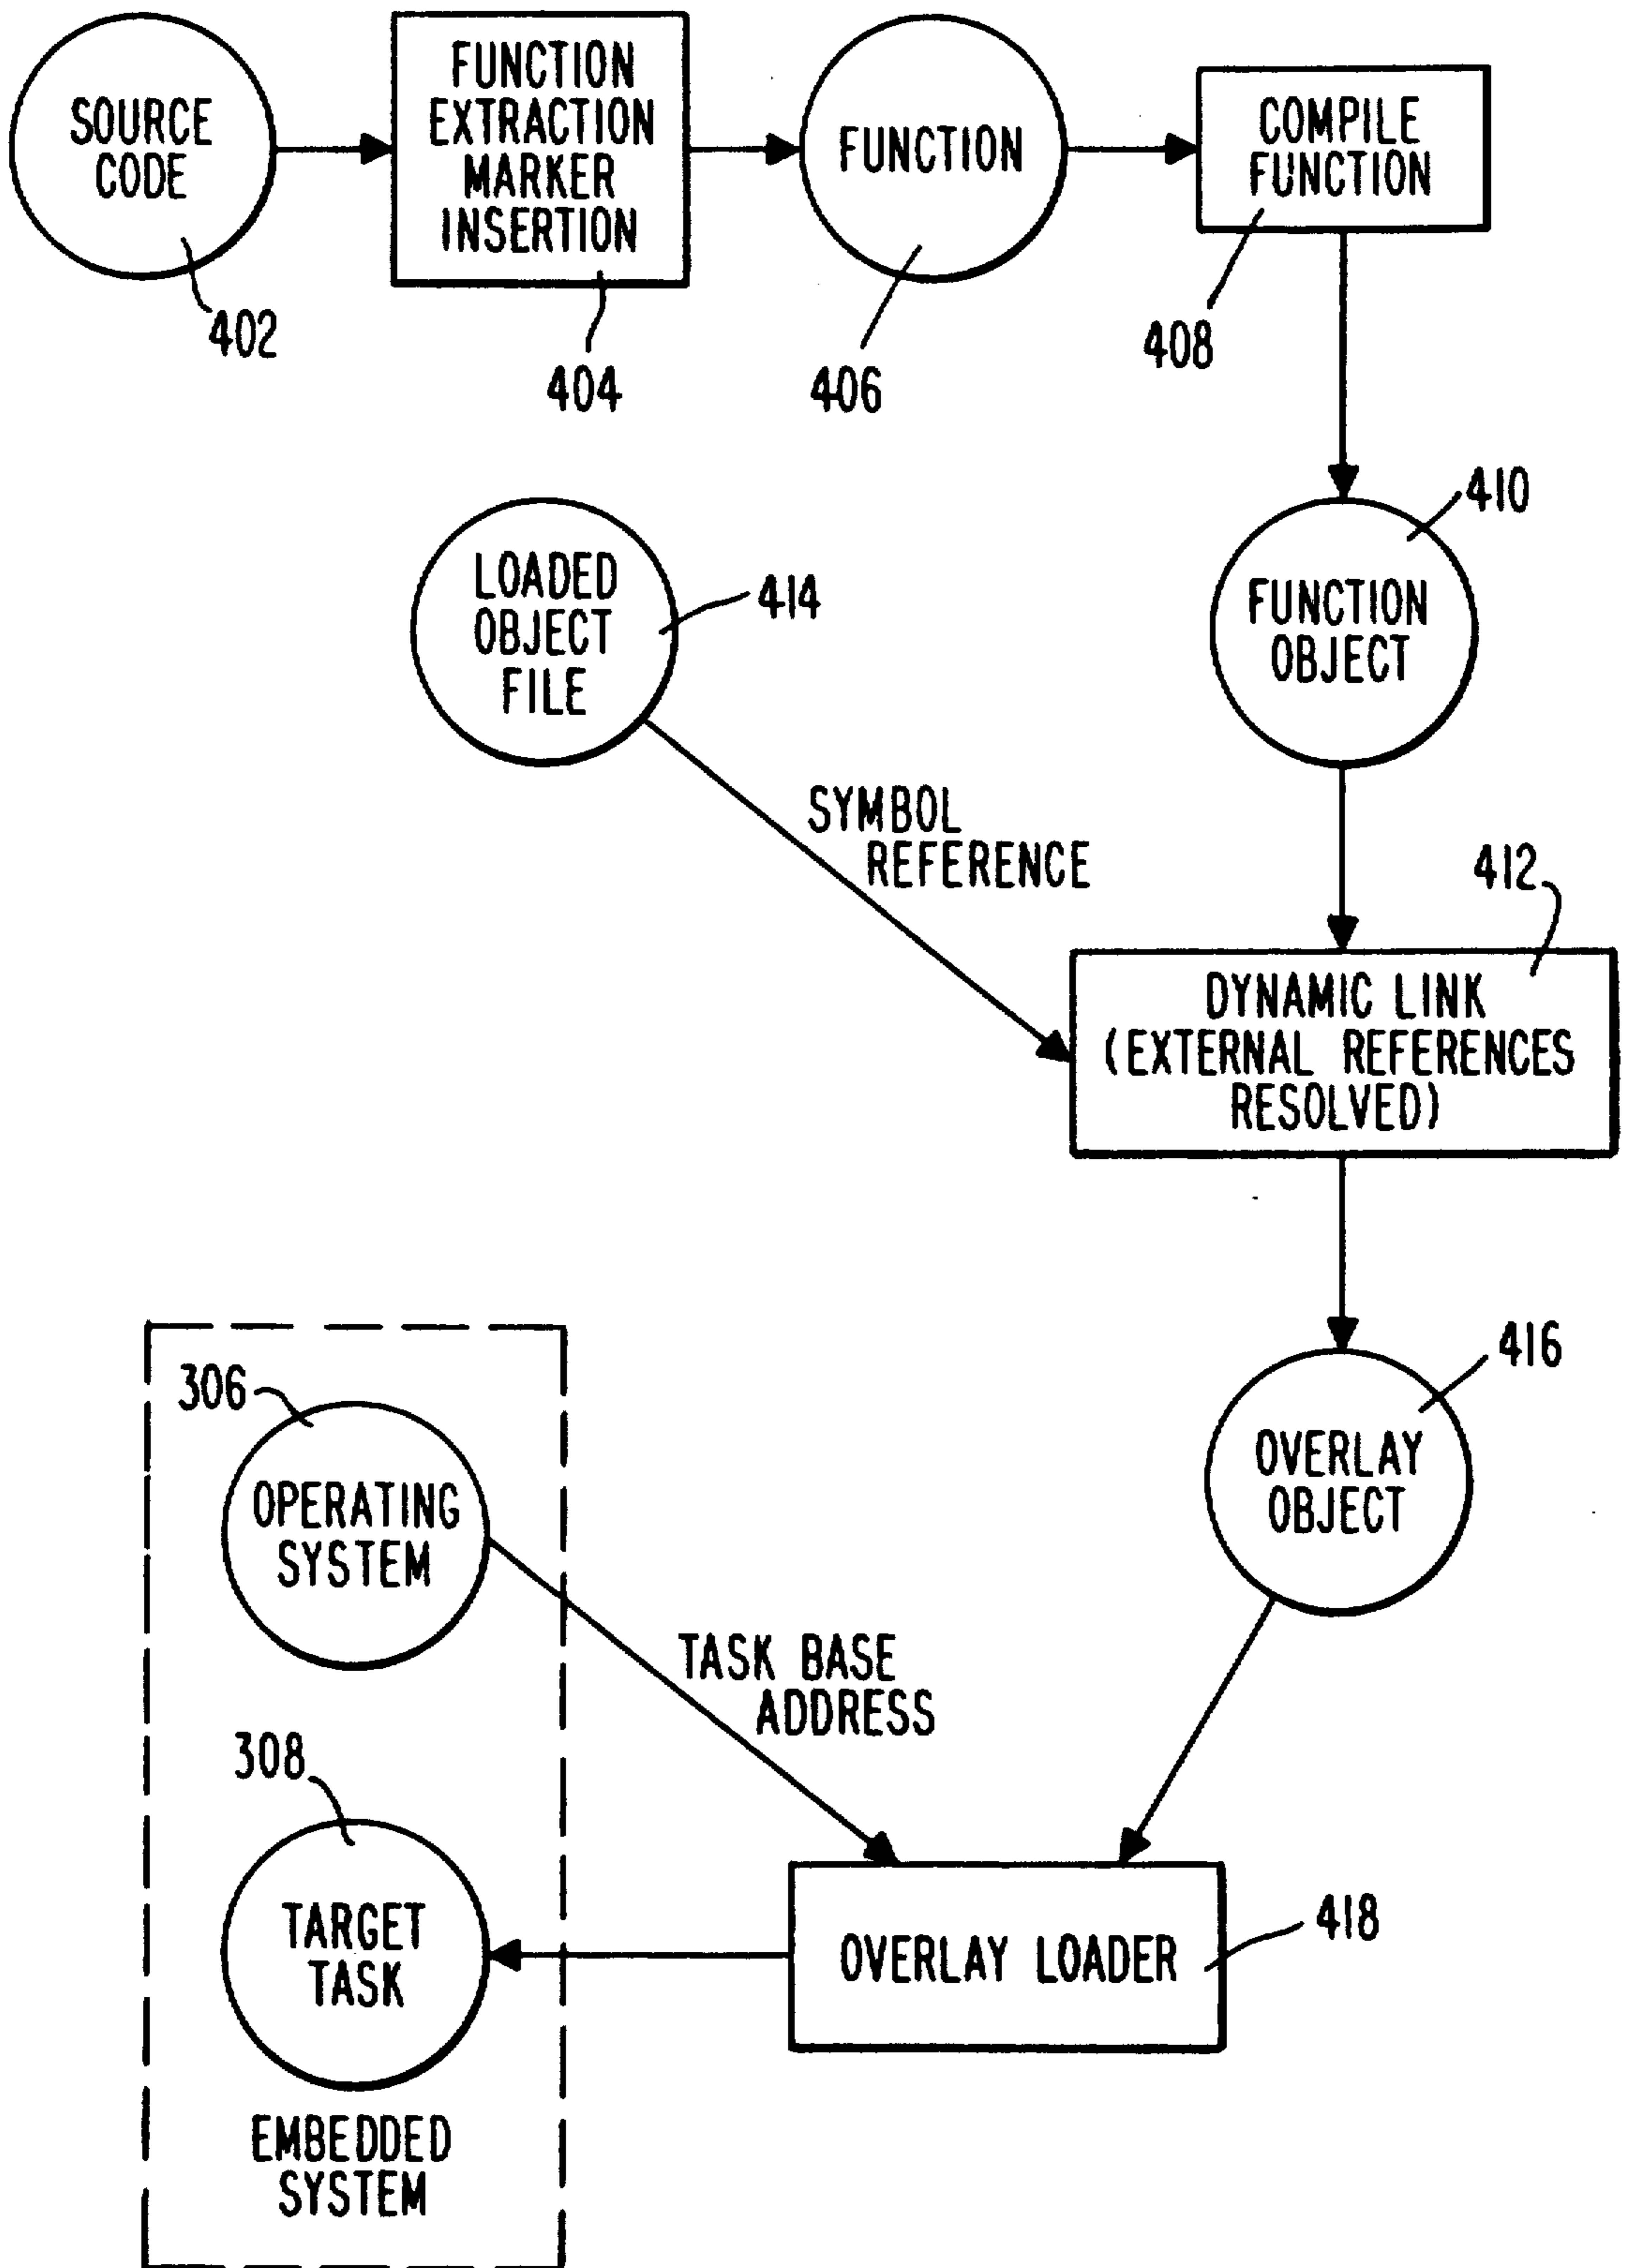 SOURCE
CODE
402
FUNCTION
EXTRACTION
MARKER
INSERTION
404
FUNCTION
406
COMPILE
FUNCTION
408
410
FUNCTION
OBJECT
LOADED
OBJECT
FILE
414
SYMBOL
REFERENCE
412
DYNAMIC LINK
(EXTERNAL REFERENCES
RESOLVED)
416
OVERLAY
OBJECT
306
OPERATING
SYSTEM
TASK BASE
ADDRESS
308
TARGET
TASK
OVERLAY LOADER
418
EMBEDDED
SYSTEM